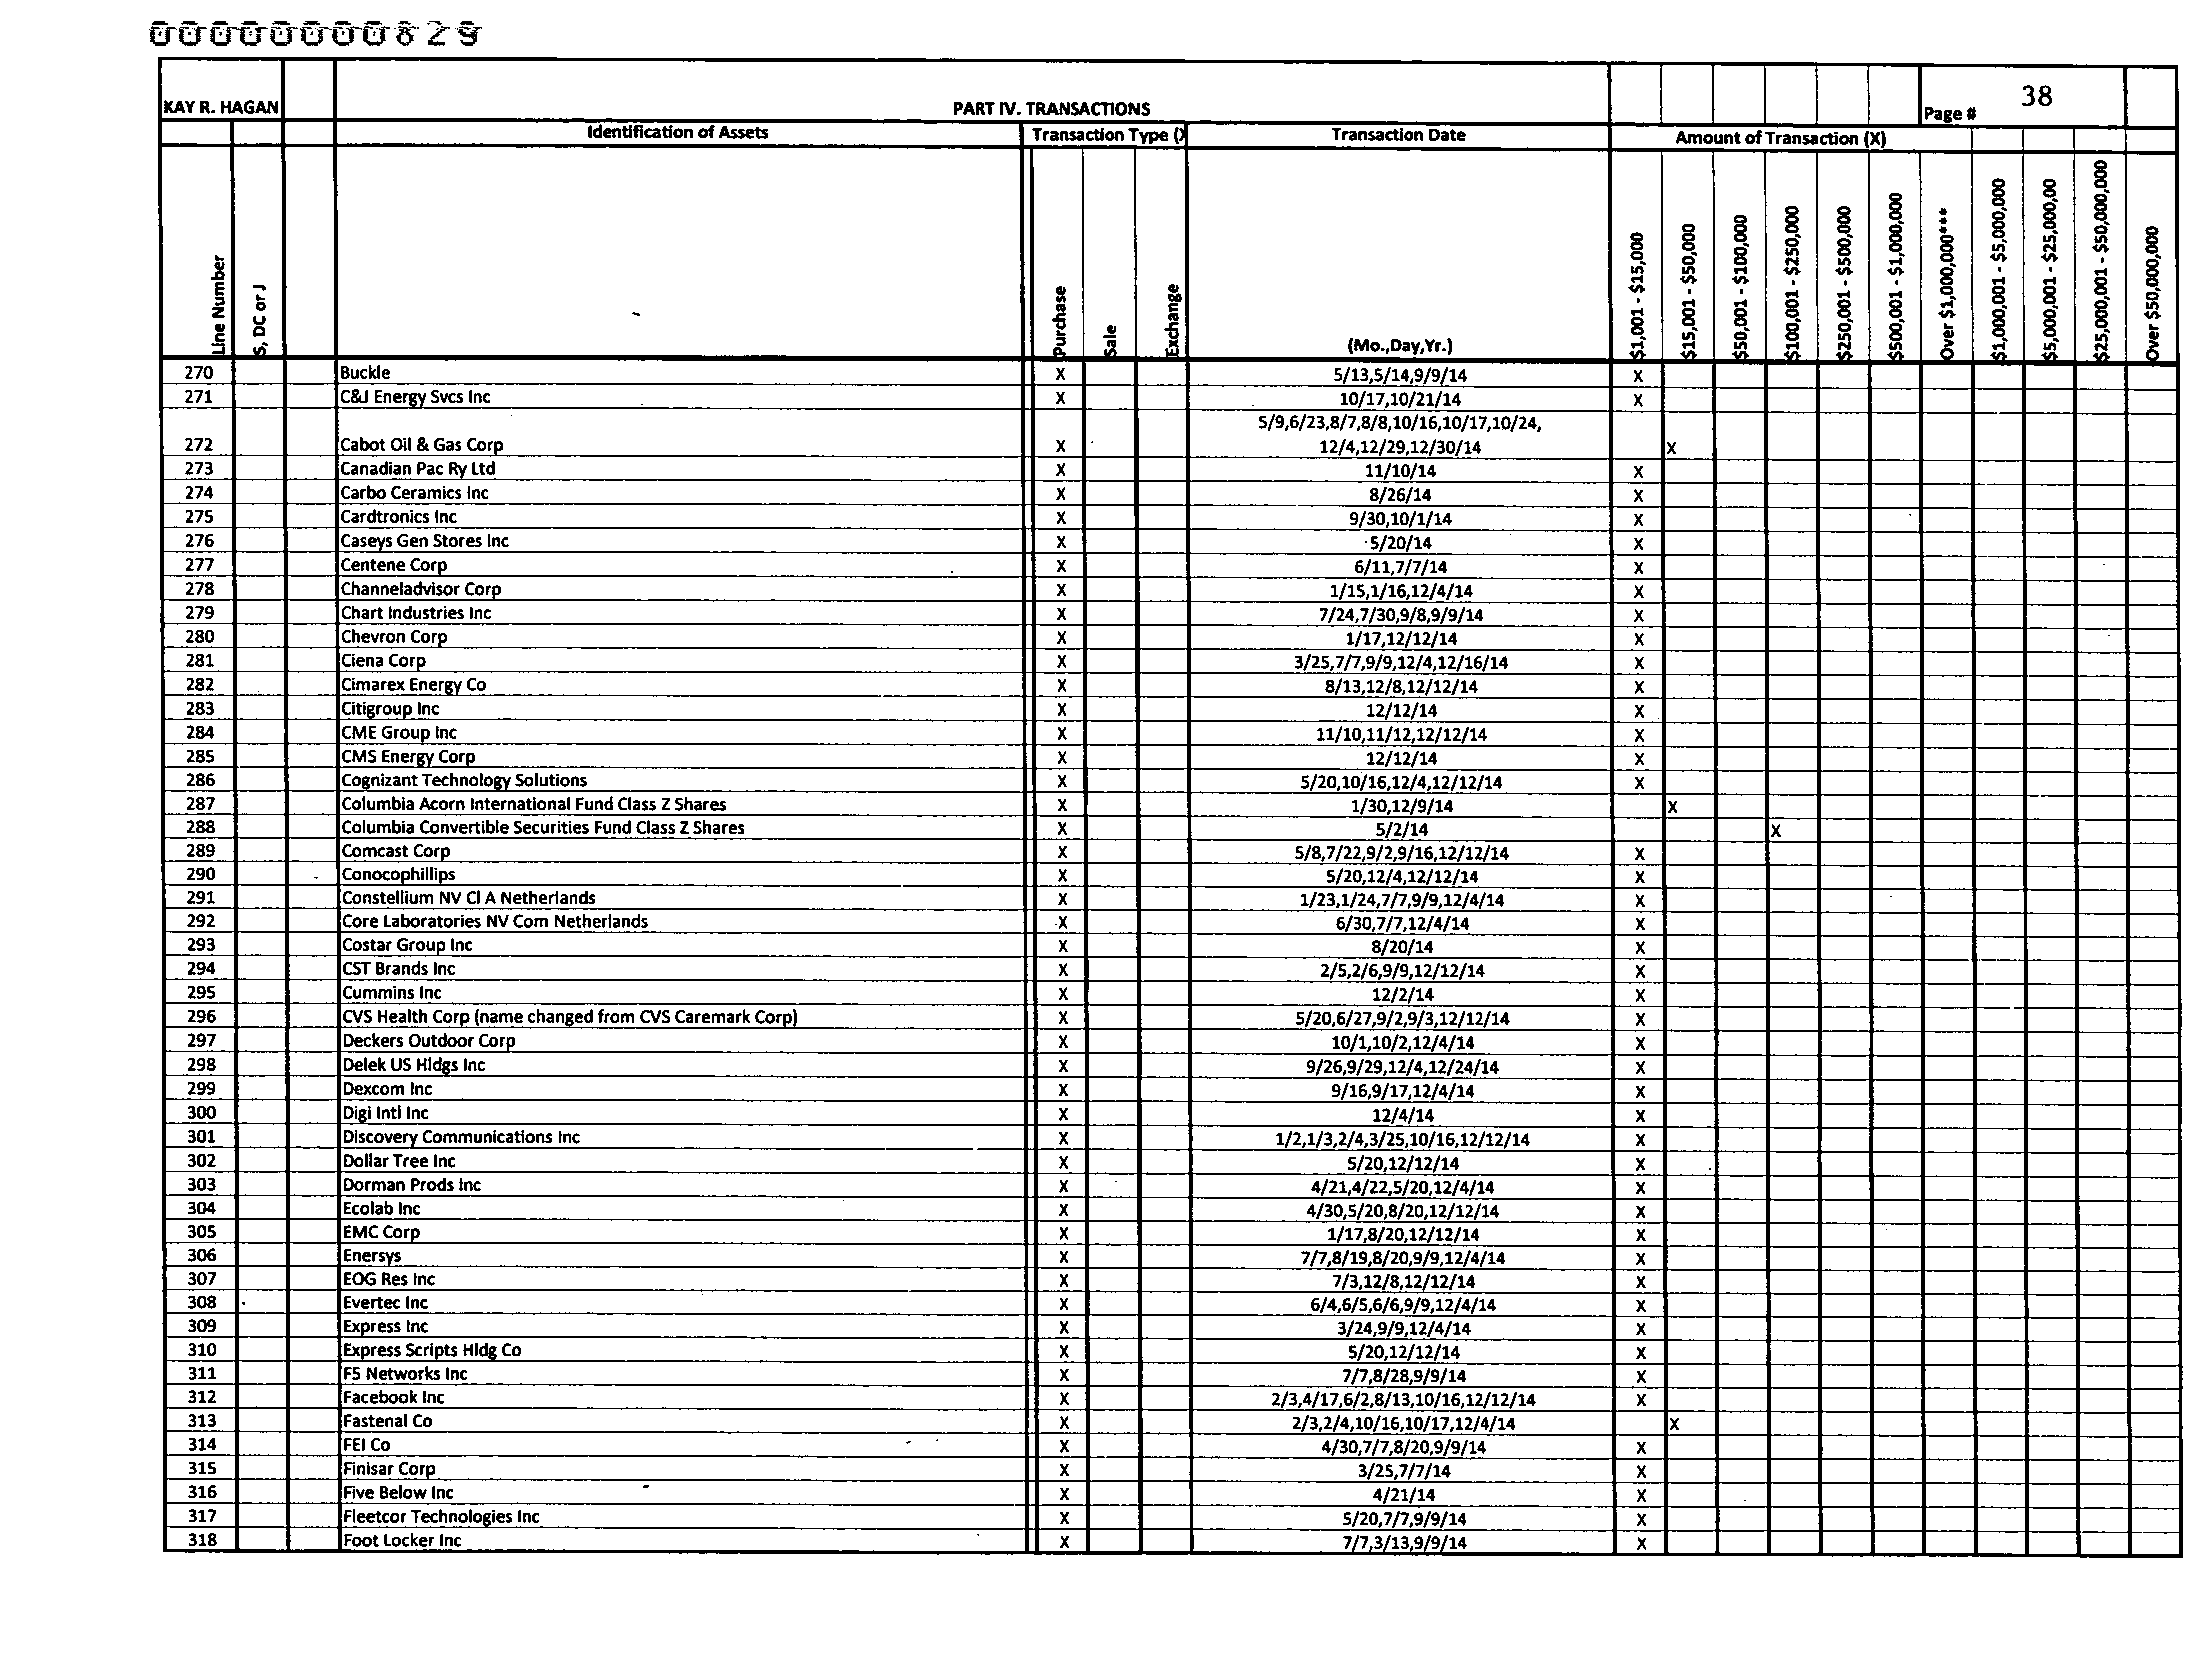 00000000829
KAY R. HAGAN PART IV. TRANSACTIONS Page # 38
Identification of Assets Transaction Type (X Transaction Date Amount of Transaction (X)
Line Number S, DC or J Purchase Sale Exchange (Mo.,Day,Yr.) $1,001 - $15,000 $15,001 - $50,000 $50,001 - $100,000 $100,001 - $250,000 $250,001 - $500,000 $500,001 - $1,000,000 Over $1,000,000*** $1,000,001 - $5,000,000 $5,000,001 - $25,000,00 $25,000,001 - $50,000,000 Over $50,000,000
270 Buckle X 5/13,5/14,9/9/14 X
271 C&J Energy Svcs Inc X 10/17,10/21/14 X
5/9,6/23,8/7,8/8,10/16,10/17,10/24,
272 Cabot Oil & Gas Corp X 12/4,12/29,12/30/14 X
273 Canadian Pac Ry Ltd X 11/10/14 X
274 Carbo Ceramics Inc X 8/26/14 X
275 Cardtronics Inc X 9/30,10/1/14 X
276 Caseys Gen Stores Inc X 5/20/14 X
277 Centene Corp X 6/11,7/7/14 X
278 Channeladvisor Corp X 1/15,1/16,12/4/14 X
279 Chart Industries Inc X 7/24,7/30,9/8,9/9/14 X
280 Chevron Corp X 1/17,12/12/14 X
281 Ciena Corp X 3/25,7/7,9/9,12/4,12/16/14 X
282 Cimarex Energy Co X 8/13,12/8,12/12/14 X
283 Citigroup Inc X 12/12/14 X
284 CME Group Inc X 11/10,11/12,12/12/14 X
285 CMS Energy Corp X 12/12/14 X
286 Cognizant Technology Solutions X 5/20,10/16,12/4,12/12/14 X
287 Columbia Acorn International Fund Class Z Shares X 1/30,12/9/14 X
288 Columbia Convertible Securities Fund Class Z Shares X 5/2/14 X
289 Comcast Corp X 5/8,7/22,9/2,9/16,12/12/14 X
290 Conocophillips X 5/20,12/4,12/12/14 X
291 Constellium NV Cl A Netherlands X 1/23,1/24,7/7,9/9,12/4/14 X
292 Core Laboratories NV Com Netherlands X 6/30,7/7,12/4/14 X
293 Costar Group Inc X 8/20/14 X
294 CST Brands Inc X 2/5,2/6,9/9,12/12/14 X
295 Cummins Inc X 12/2/14 X
296 CVS Health Corp (name changed from CVS Caremark Corp) X 5/20,6/27,9/2,9/3,12/12/14 X
297 Deckers Outdoor Corp X 10/1,10/2,12/4/14 X
298 Delek US Hldgs Inc X 9/26,9/29,12/4,12/24/14 X
299 Dexcom Inc X 9/16,9/17,12/4/14 X
300 Digi Intl Inc X 12/4/14 X
301 Discovery Communications Inc X 1/2,1/3,2/4,3/25,10/16,12/12/14 X
302 Dollar Tree Inc X 5/20,12/12/14 X
303 Dorman Prods Inc X 4/21,4/22,5/20,12/4/14 X
304 Ecolab Inc X 4/30,5/20,8/20,12/12/14 X
305 EMC Corp X 1/17,8/20,12/12/14 X
306 Enersys X 7/7,8/19,8/20,9/9,12/4/14 X
307 EOG Res Inc X 7/3,12/8,12/12/14 X
308 Evertec Inc X 6/4,6/5,6/6,9/9,12/4/14 X
309 Express Inc X 3/24,9/9,12/4/14 X
310 Express Scripts Hldg Co X 5/20,12/12/14 X
311 F5 Networks Inc X 7/7,8/28,9/9/14 X
312 Facebook Inc X 2/3,4/17,6/2,8/13,10/16,12/12/14 X
313 Fastenal Co X 2/3,2/4,10/16,10/17,12/4/14 X
314 FEI Co X 4/30,7/7,8/20,9/9/14 X
315 Finisar Corp X 3/25,7/7/14 X
316 Five Below Inc X 4/21/14 X
317 Fleetcor Technologies Inc X 5/20,7/7,9/9/14 X
318 Foot Locker Inc X 7/7,3/13,9/9/14 X